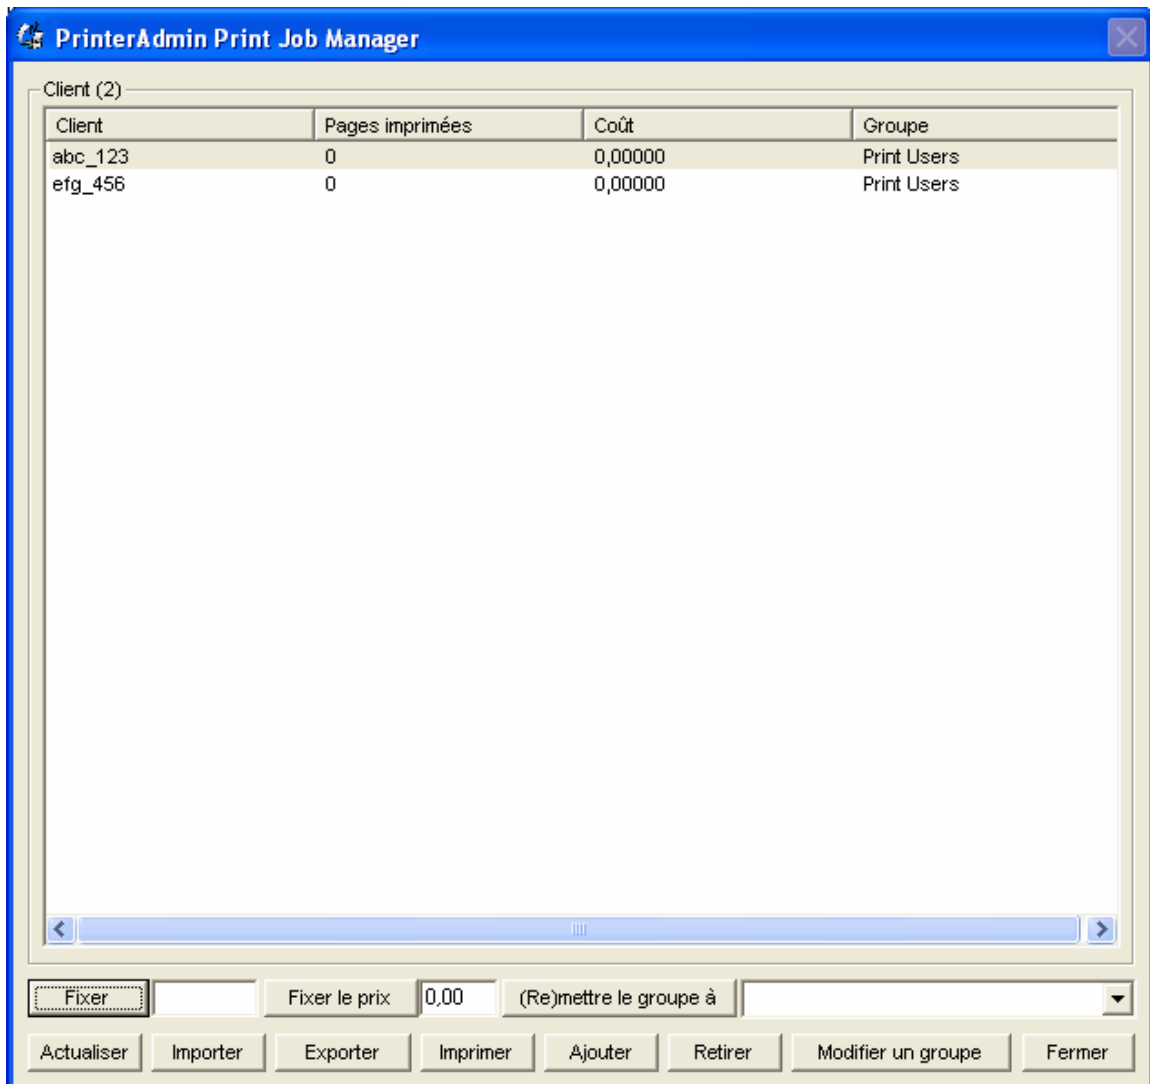 PrinterAdmin Print Job Manager
Client (2)
Client Pages imprimées Coût Groupe
abc_123 0 0,00000 Print Users
efg_456 0 0,00000 Print Users
Fixer Fixer le prix 0,00 (Re)mettre le groupe à
Actualiser Importer Exporter Imprimer Ajouter Retirer Modifier un groupe Fermer